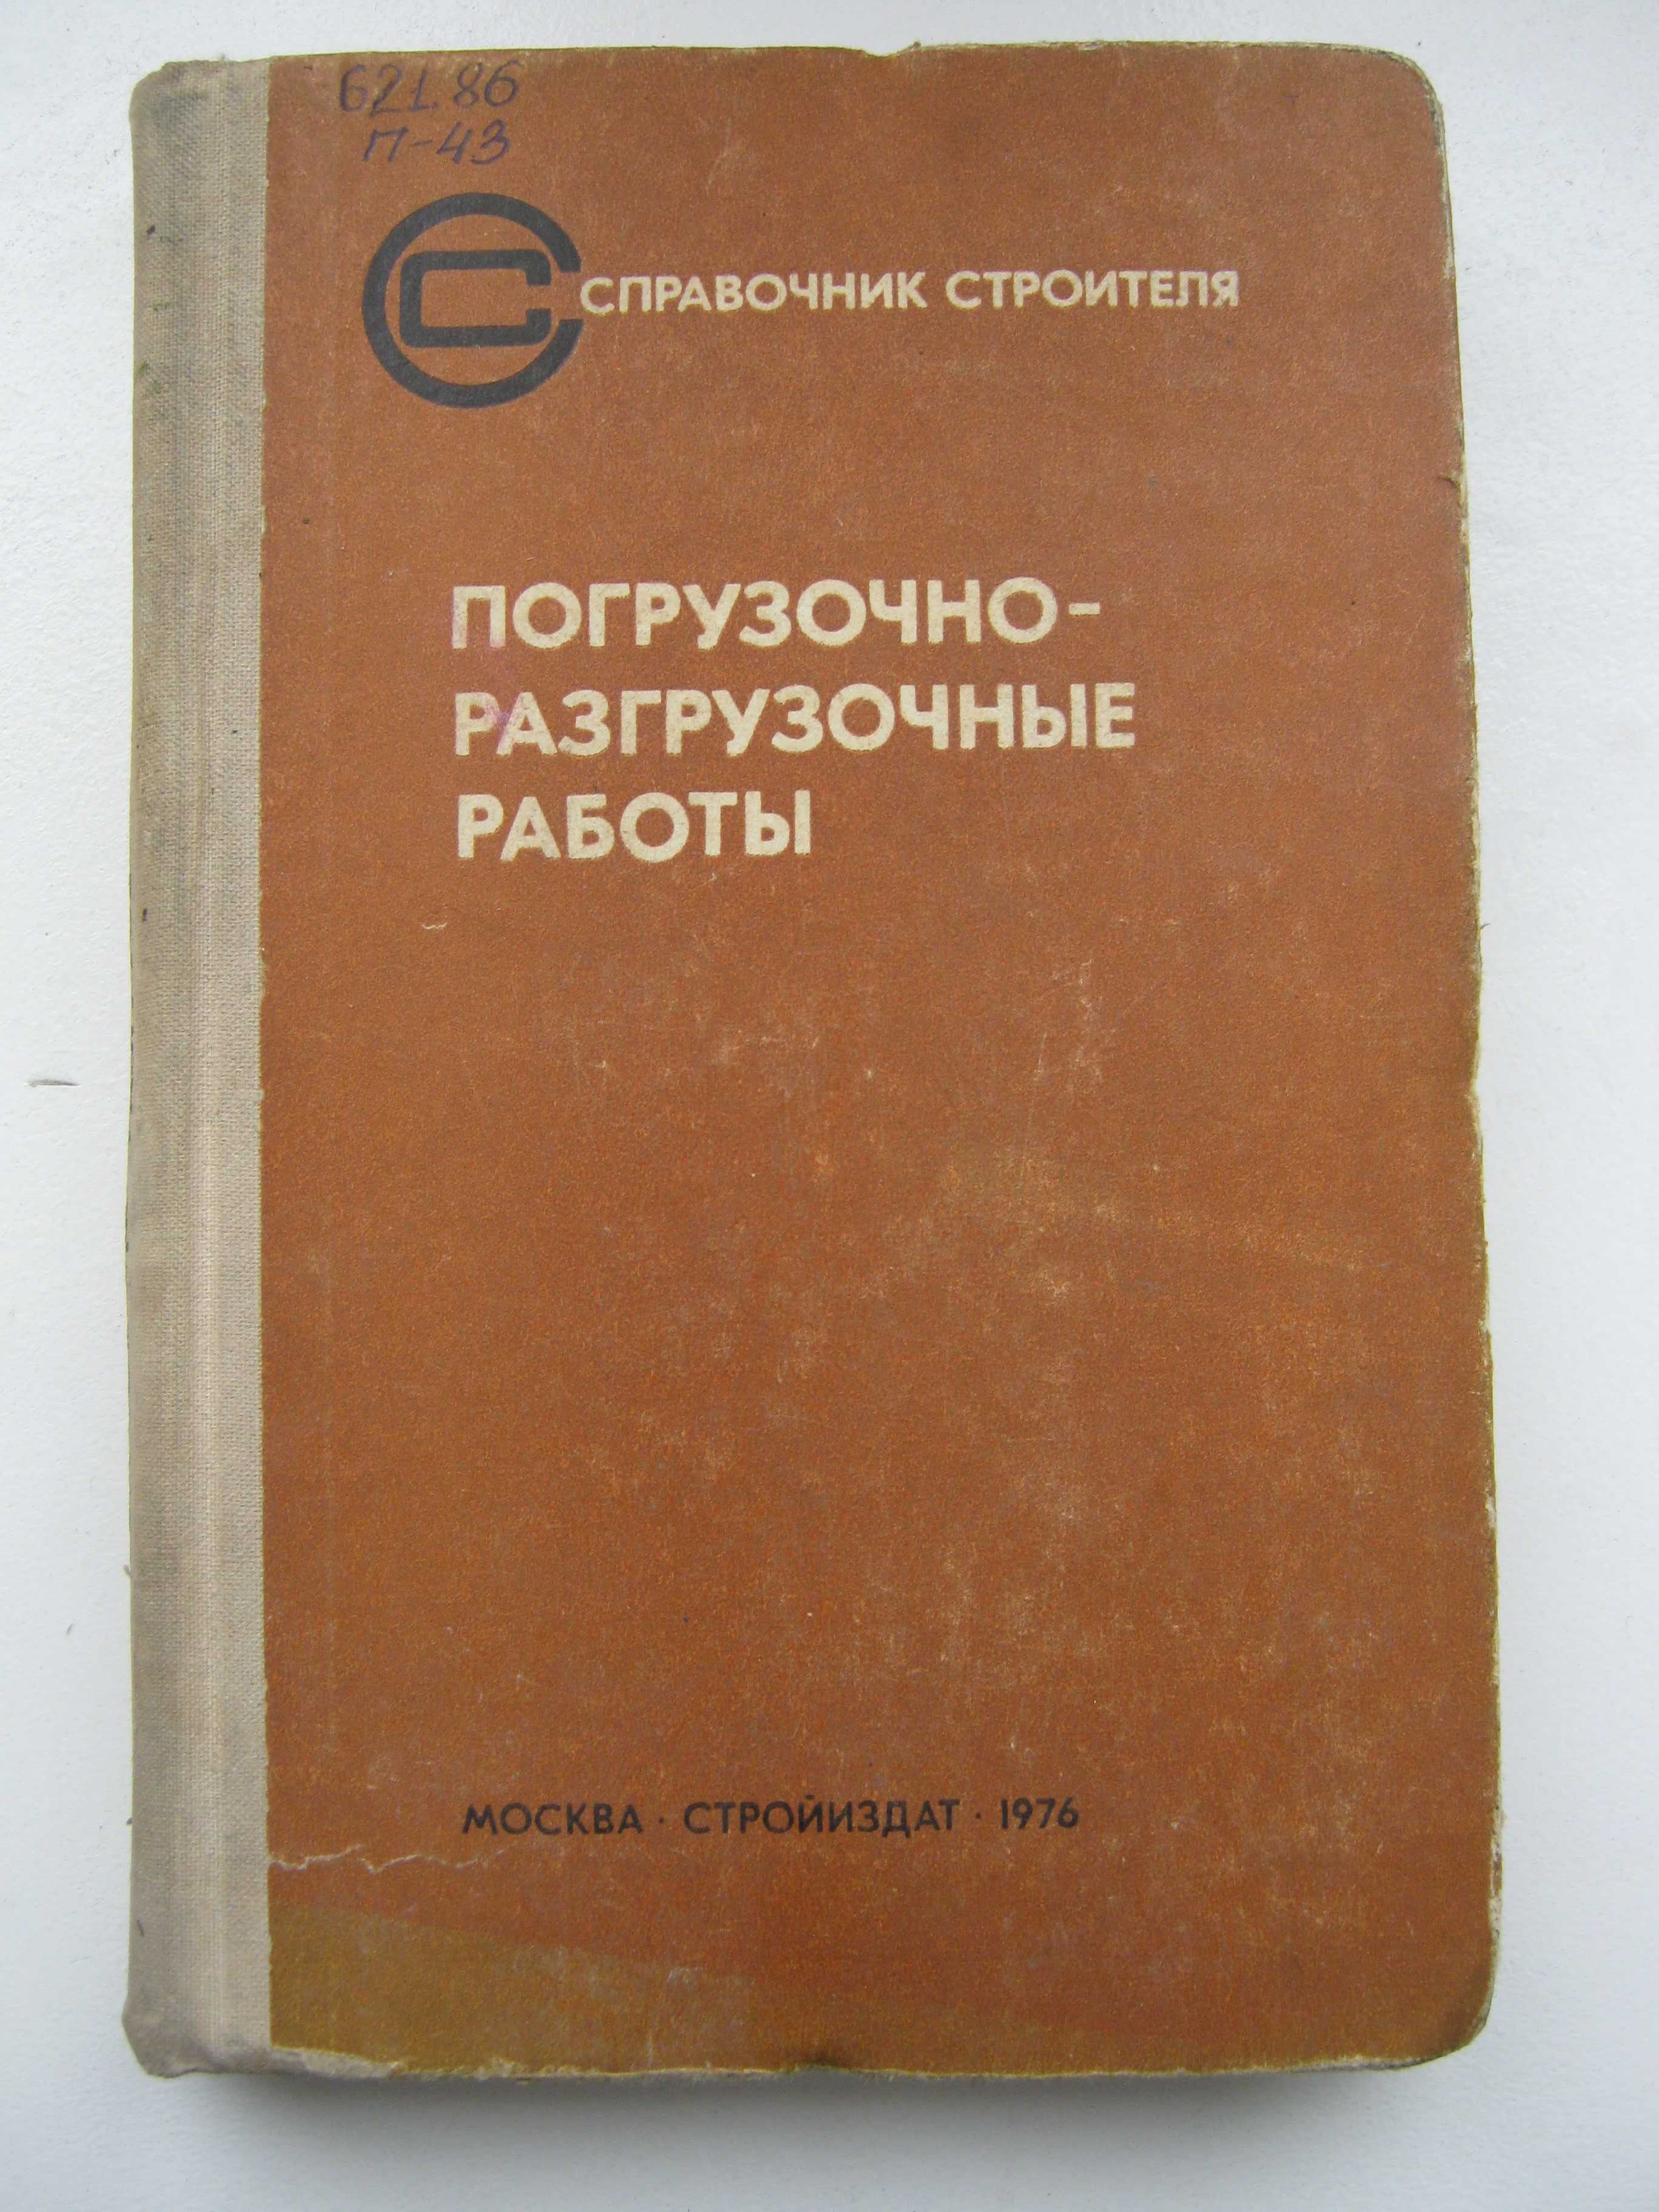 621.86
П-43
СПРАВОЧНИК СТРОИТЕЛЯ
ПОГРУЗОЧНО-
РАЗГРУЗОЧНЫЕ
РАБОТЫ
МОСКВА · СТРОЙИЗДАТ · 1976